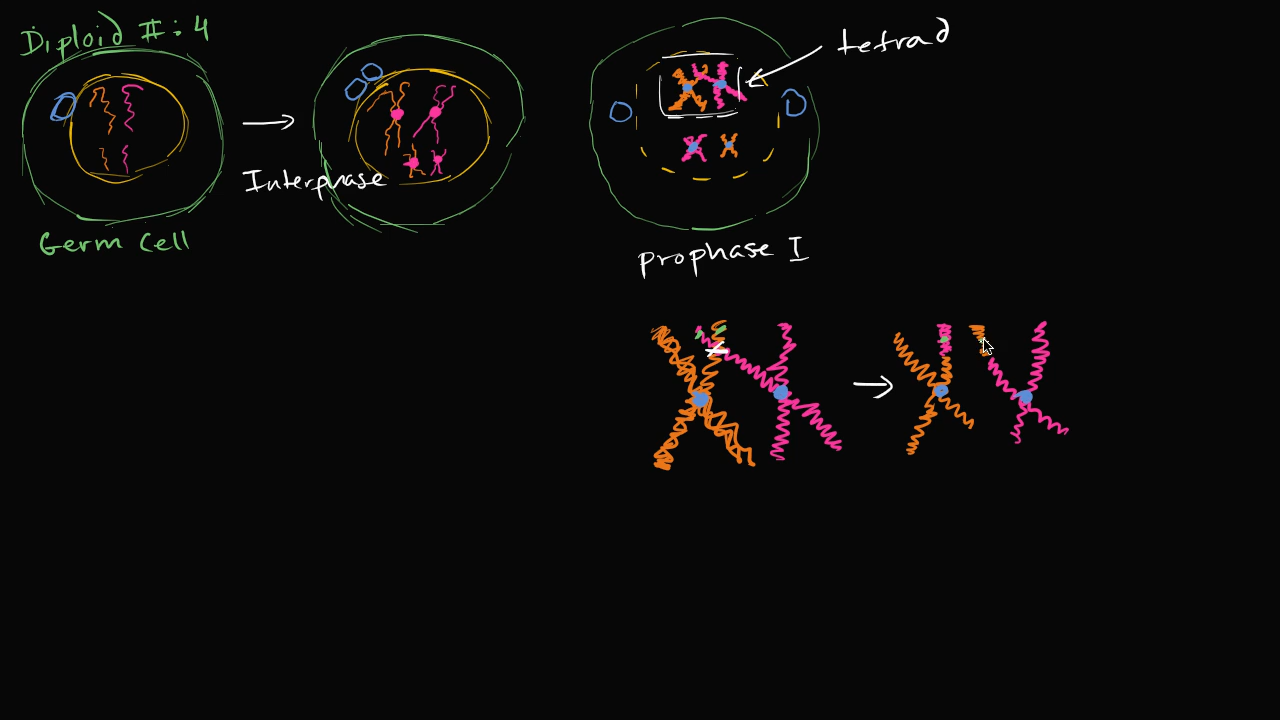 Diploid #: 4
tetrad
Interphase
Germ Cell
prophase I